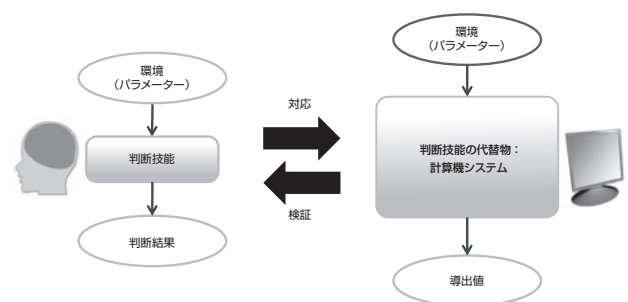 環境
（パラメーター）
判断技能
判断結果
対応
検証
環境
（パラメーター）
判断技能の代替物：
計算機システム
導出値